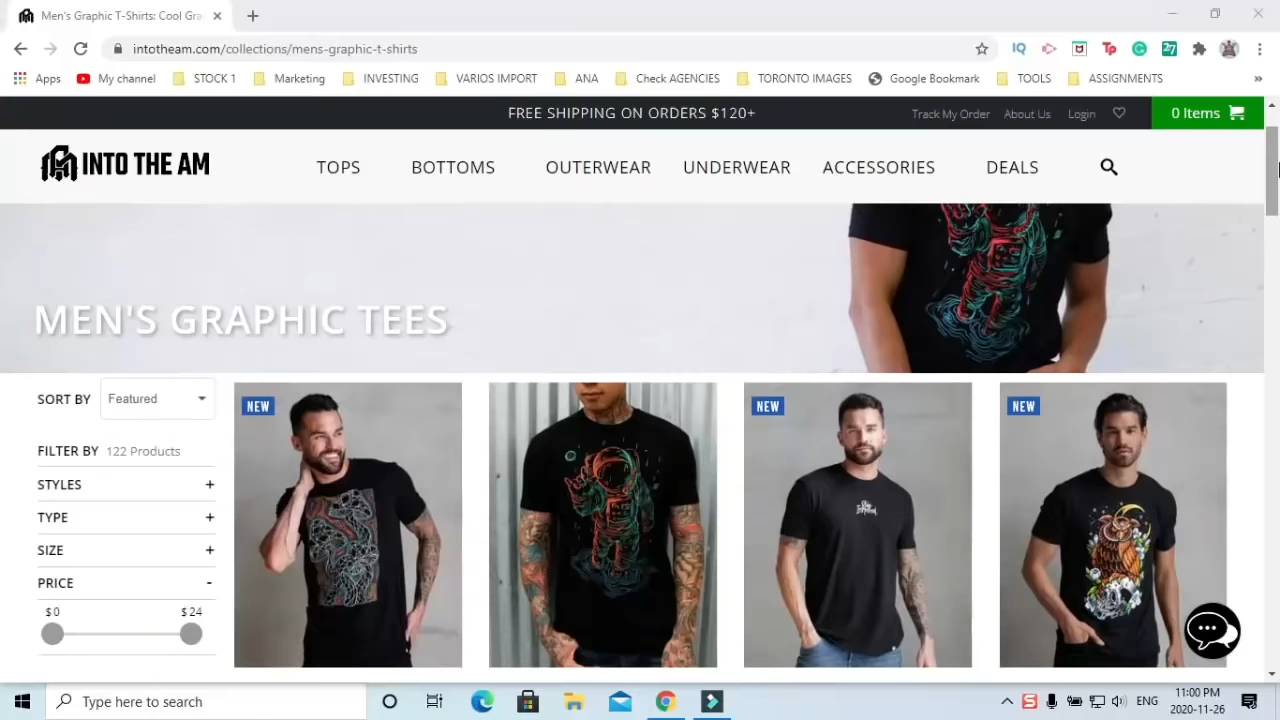 Men's Graphic T-Shirts: Cool Gra
intotheam.com/collections/mens-graphic-t-shirts
Apps My channel STOCK 1 Marketing INVESTING VARIOS IMPORT ANA Check AGENCIES TORONTO IMAGES Google Bookmark TOOLS ASSIGNMENTS
FREE SHIPPING ON ORDERS $120+ Track My Order About Us Login 0 Items
INTO THE AM TOPS BOTTOMS OUTERWEAR UNDERWEAR ACCESSORIES DEALS
MEN'S GRAPHIC TEES
SORT BY Featured
NEW NEW NEW
FILTER BY 122 Products
STYLES +
TYPE +
SIZE +
PRICE -
$0 $24
Type here to search
ENG
11:00 PM
2020-11-26